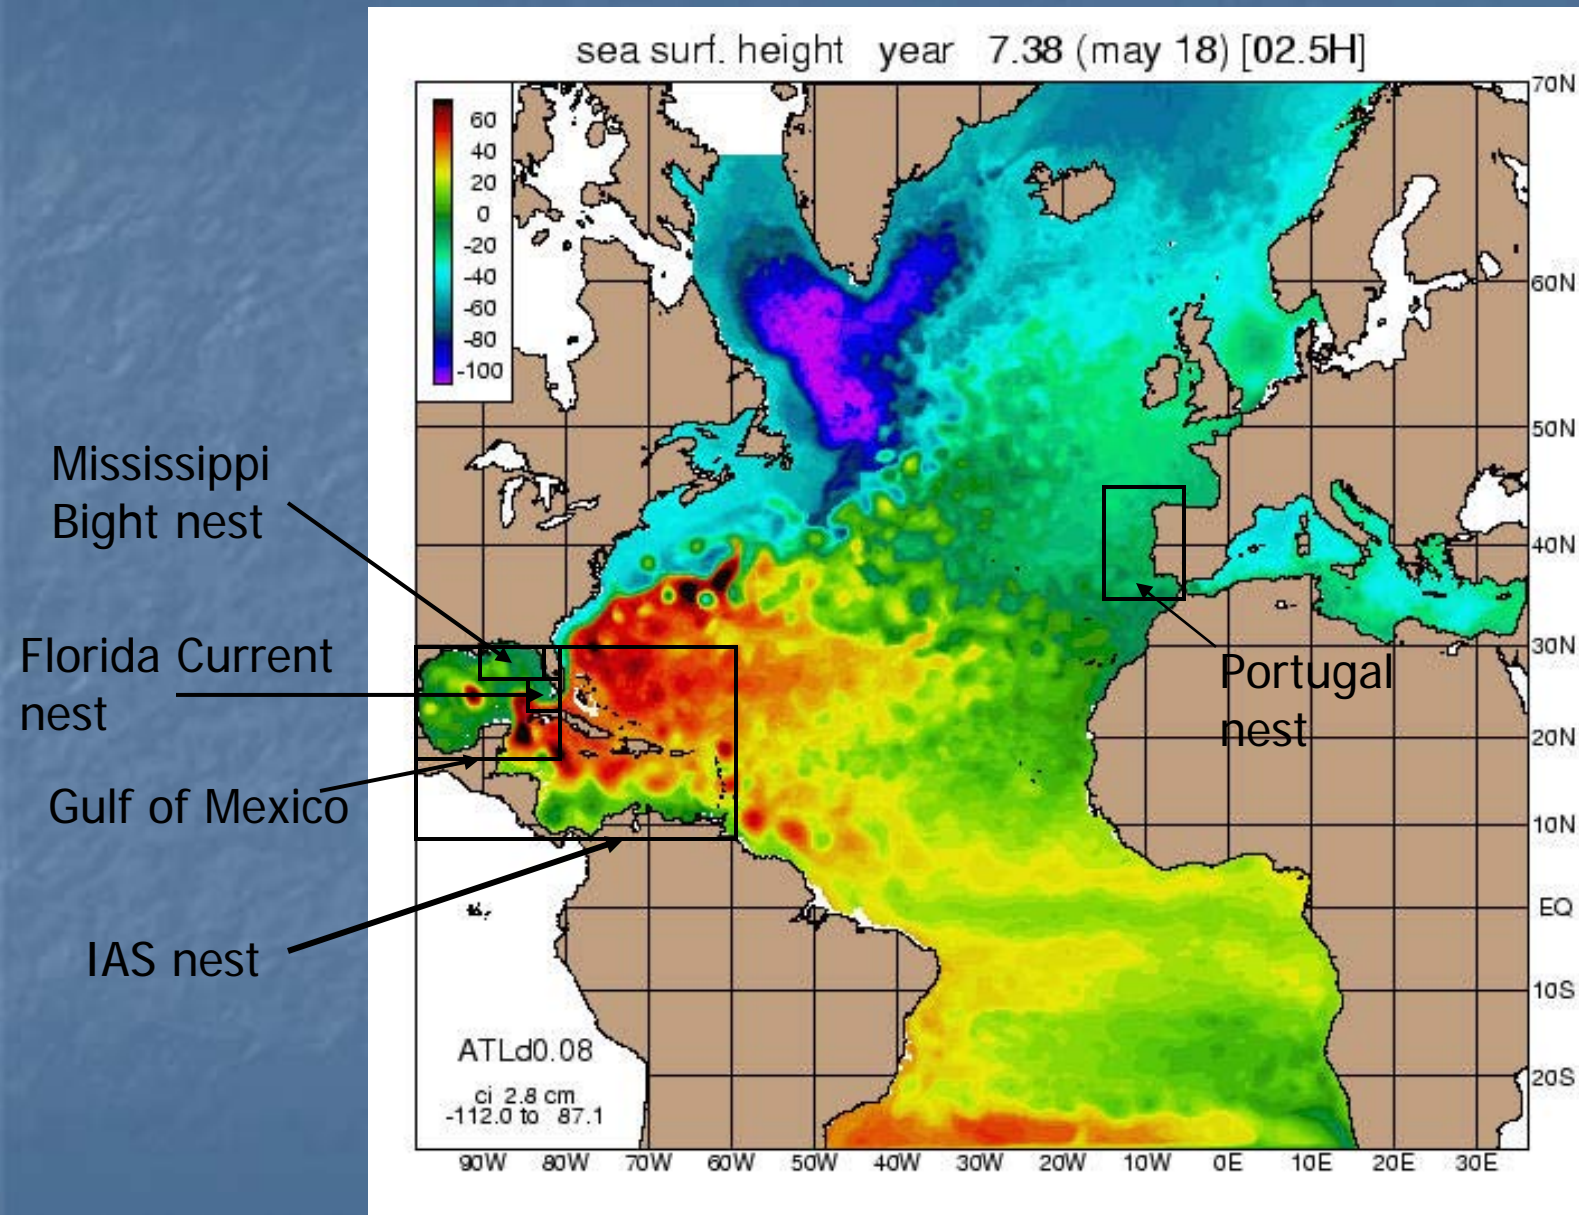 sea surf. height year 7.38 (may 18) [02.5H]
60
40
20
0
-20
-40
-60
-80
-100
70N
60N
50N
40N
30N
20N
10N
EQ
10S
20S
Mississippi
Bight nest
Florida Current
nest
Gulf of Mexico
IAS nest
Portugal
nest
ATLd0.08
ci 2.8 cm
-112.0 to 87.1
90W 80W 70W 60W 50W 40W 30W 20W 10W 0E 10E 20E 30E